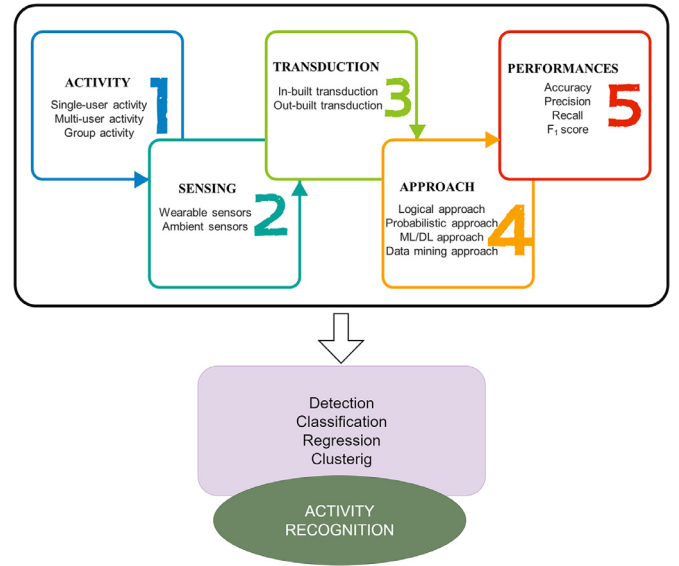 ACTIVITY
Single-user activity
Multi-user activity
Group activity
1
SENSING
Wearable sensors
Ambient sensors
2
TRANSDUCTION
In-built transduction
Out-built transduction
3
APPROACH
Logical approach
Probabilistic approach
ML/DL approach
Data mining approach
4
PERFORMANCES
Accuracy
Precision
Recall
F₁ score
5
Detection
Classification
Regression
Clusterig
ACTIVITY
RECOGNITION